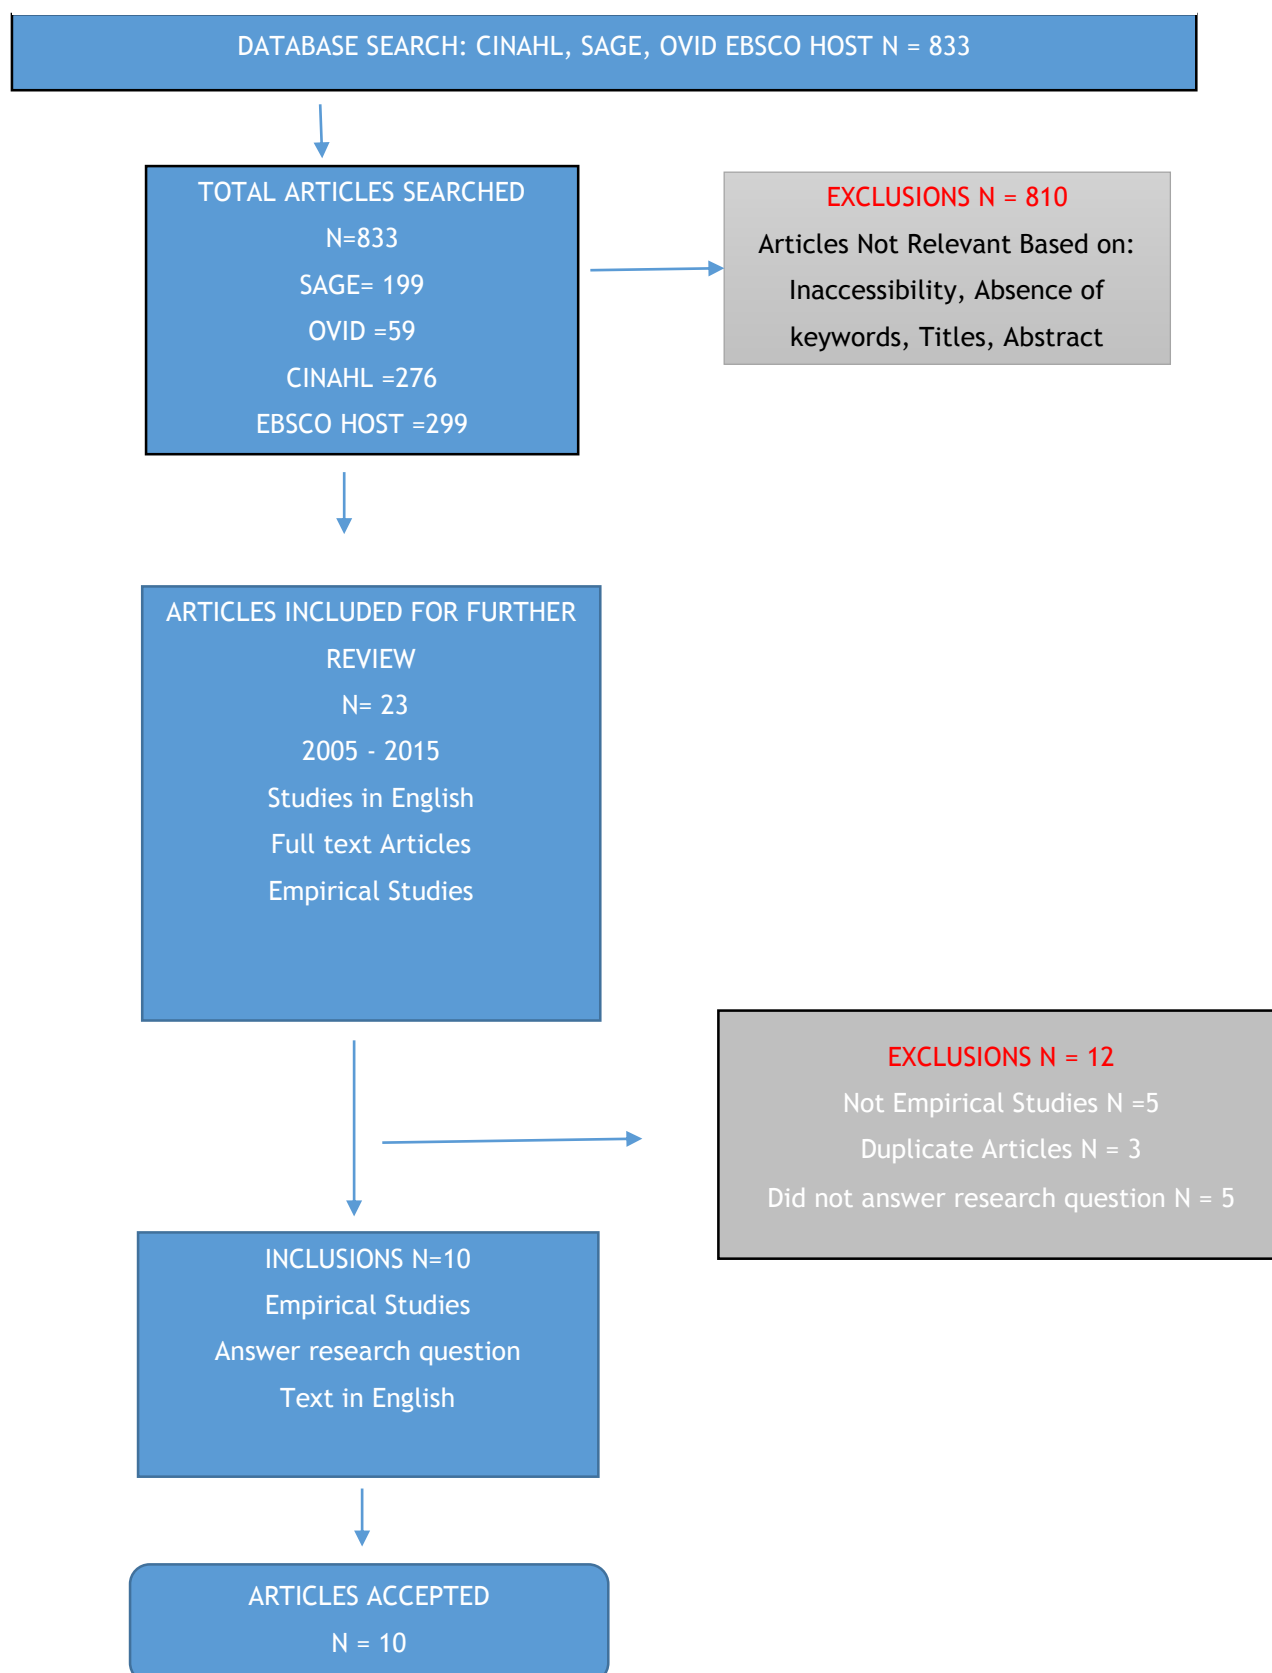 DATABASE SEARCH: CINAHL, SAGE, OVID EBSCO HOST N = 833
TOTAL ARTICLES SEARCHED
N=833
SAGE= 199
OVID =59
CINAHL =276
EBSCO HOST =299
EXCLUSIONS N = 810
Articles Not Relevant Based on:
Inaccessibility, Absence of
keywords, Titles, Abstract
ARTICLES INCLUDED FOR FURTHER
REVIEW
N= 23
2005 - 2015
Studies in English
Full text Articles
Empirical Studies
EXCLUSIONS N = 12
Not Empirical Studies N =5
Duplicate Articles N = 3
Did not answer research question N = 5
INCLUSIONS N=10
Empirical Studies
Answer research question
Text in English
ARTICLES ACCEPTED
N = 10